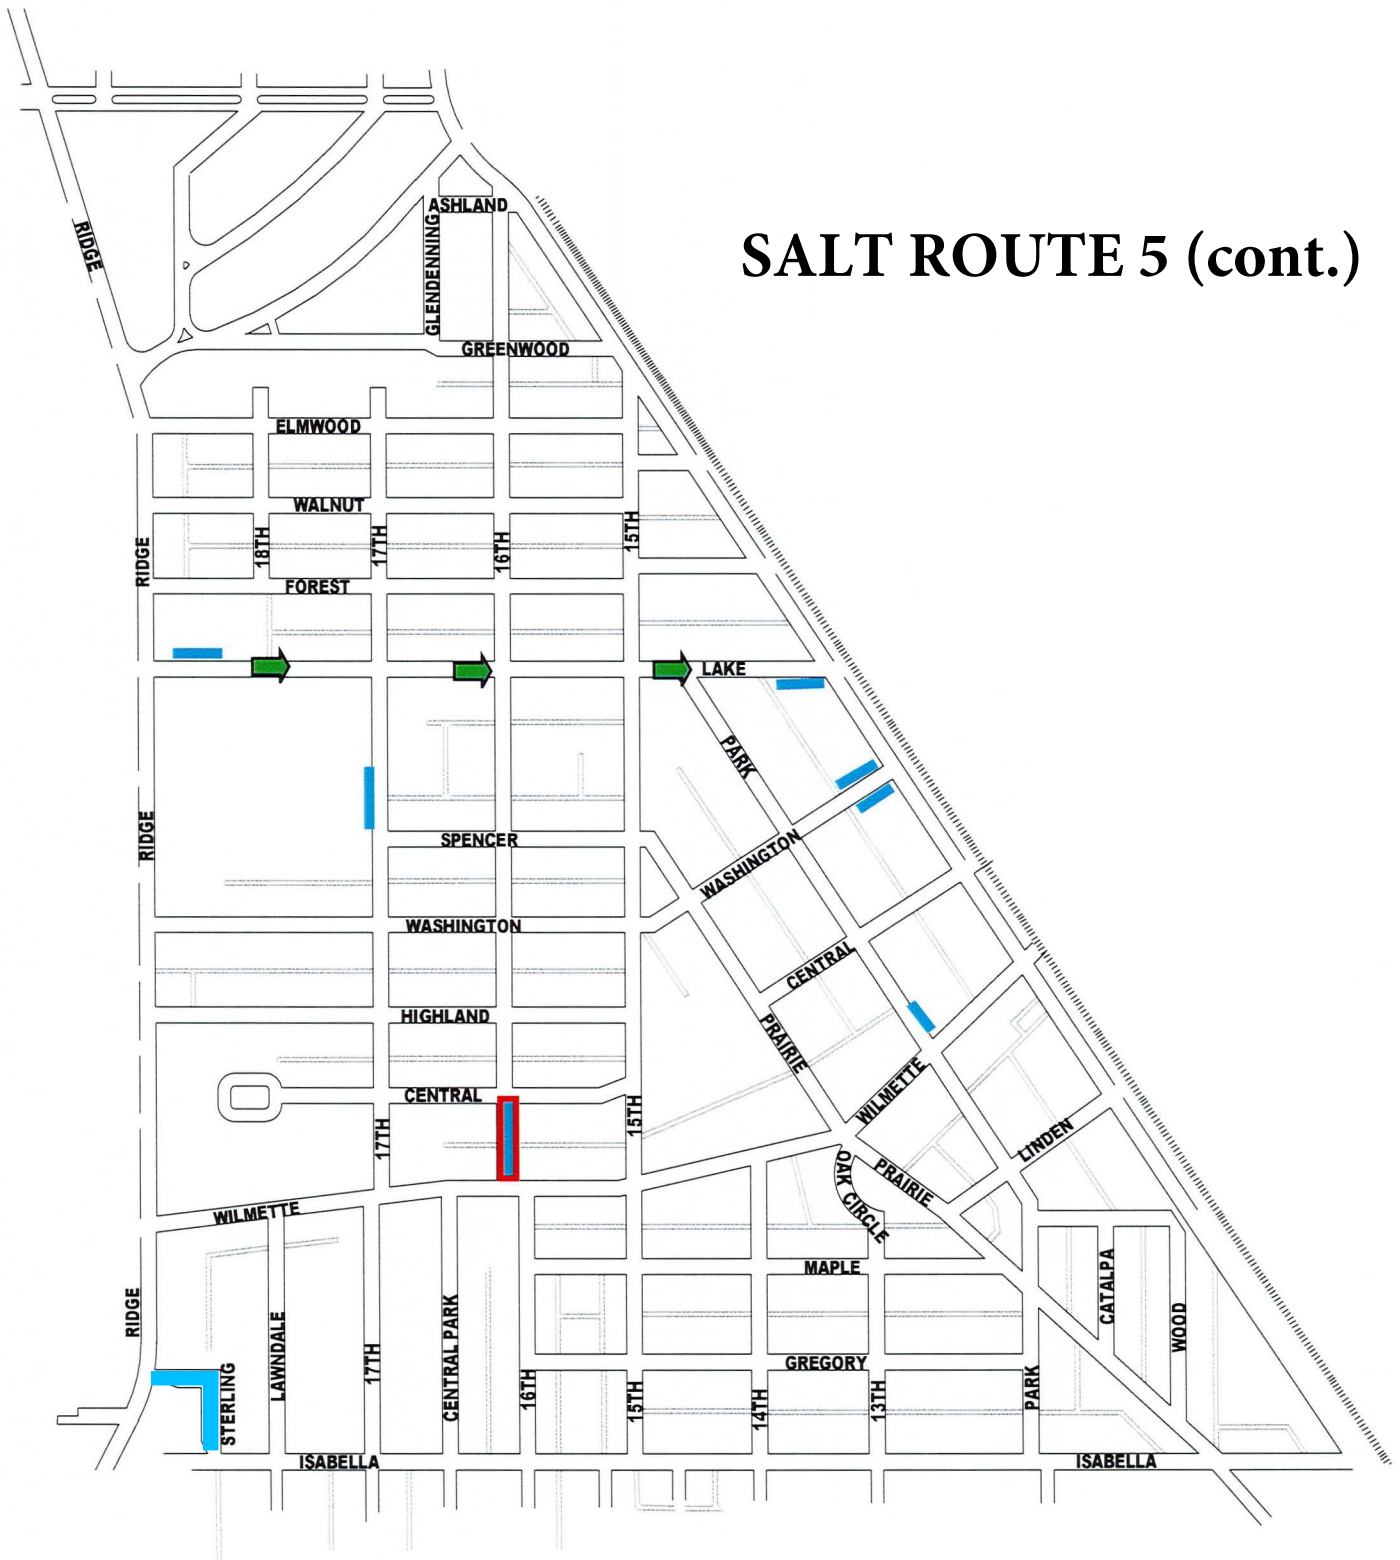 ASHLAND
RIDGE
GLENDENNING
SALT ROUTE 5 (cont.)
GREENWOOD
ELMWOOD
WALNUT
RIDGE
18TH
17TH
16TH
15TH
FOREST
LAKE
PARK
RIDGE
SPENCER
WASHINGTON
WASHINGTON
CENTRAL
HIGHLAND
PRAIRIE
CENTRAL
WILMETTE
17TH
15TH
LINDEN
OAK CIRCLE
PRAIRIE
WILMETTE
MAPLE
CATALPA
RIDGE
LAWNDALE
17TH
CENTRAL PARK
WOOD
GREGORY
STERLING
16TH
15TH
14TH
13TH
PARK
ISABELLA
ISABELLA